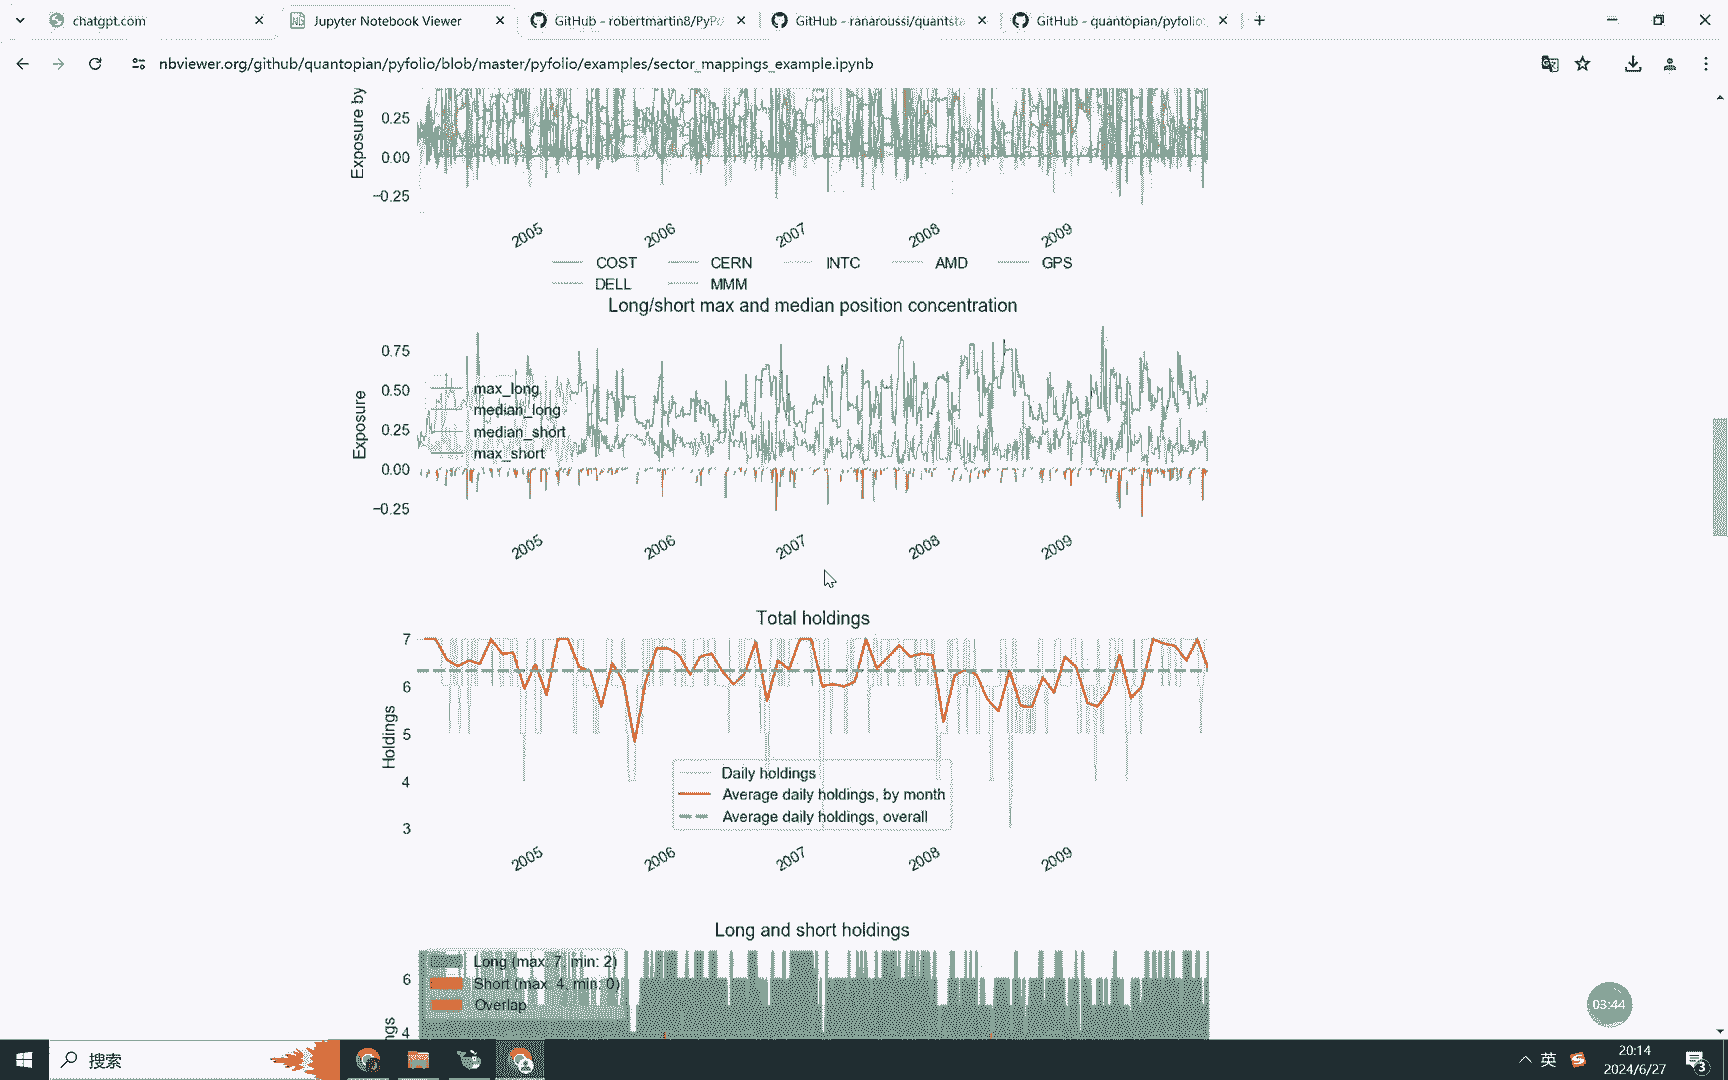 chatgpt.com
Jupyter Notebook Viewer
GitHub - robertmartin8/PyPo
GitHub - ranaroussi/quantsta
GitHub - quantopian/pyfolio:
nbviewer.org/github/quantopian/pyfolio/blob/master/pyfolio/examples/sector_mappings_example.ipynb
Exposure by
0.25
0.00
−0.25
2005 2006 2007 2008 2009
COST CERN INTC AMD GPS
DELL MMM
Long/short max and median position concentration
Exposure
0.75
0.50
0.25
0.00
−0.25
max_long
median_long
median_short
max_short
2005 2006 2007 2008 2009
Total holdings
Holdings
7
6
5
4
3
Daily holdings
Average daily holdings, by month
Average daily holdings, overall
2005 2006 2007 2008 2009
Long and short holdings
6
4
Long (max: 7, min: 2)
Short (max: 4, min: 0)
Overlap
03:44
搜索
英
20:14
2024/6/27
3